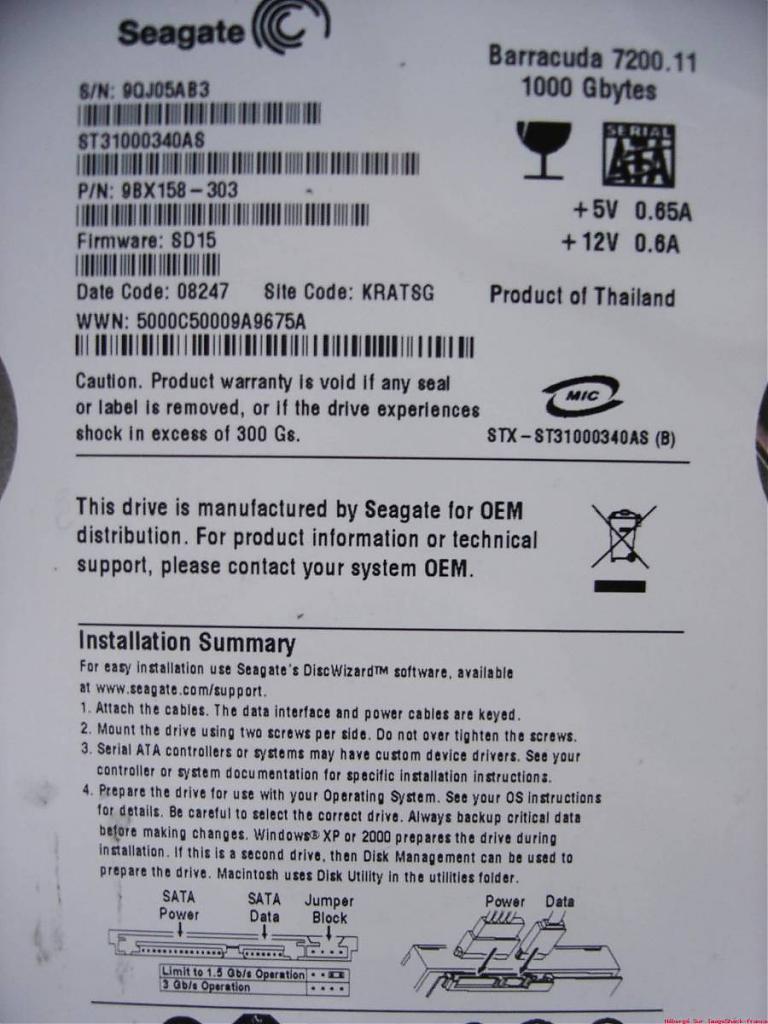 Seagate
Barracuda 7200.11
1000 Gbytes
S/N: 9QJ05AB3
ST31000340AS
SERIAL
ATA
P/N: 9BX158-303
+5V 0.65A
Firmware: SD15
+12V 0.6A
Date Code: 08247 Site Code: KRATSG
Product of Thailand
WWN: 5000C50009A9675A
Caution. Product warranty is void if any seal
or label is removed, or if the drive experiences
shock in excess of 300 Gs.
MIC
STX-ST31000340AS (B)
This drive is manufactured by Seagate for OEM
distribution. For product information or technical
support, please contact your system OEM.
Installation Summary
For easy installation use Seagate's DiscWizard™ software, available
at www.seagate.com/support.
1. Attach the cables. The data interface and power cables are keyed.
2. Mount the drive using two screws per side. Do not over tighten the screws.
3. Serial ATA controllers or systems may have custom device drivers. See your
controller or system documentation for specific installation instructions.
4. Prepare the drive for use with your Operating System. See your OS instructions
for details. Be careful to select the correct drive. Always backup critical data
before making changes. Windows® XP or 2000 prepares the drive during
installation. If this is a second drive, then Disk Management can be used to
prepare the drive. Macintosh uses Disk Utility in the utilities folder.
SATA
Power
SATA
Data
Jumper
Block
Power Data
Limit to 1.5 Gb/s Operation
3 Gb/s Operation
Hébergé Sur ImageShack-france